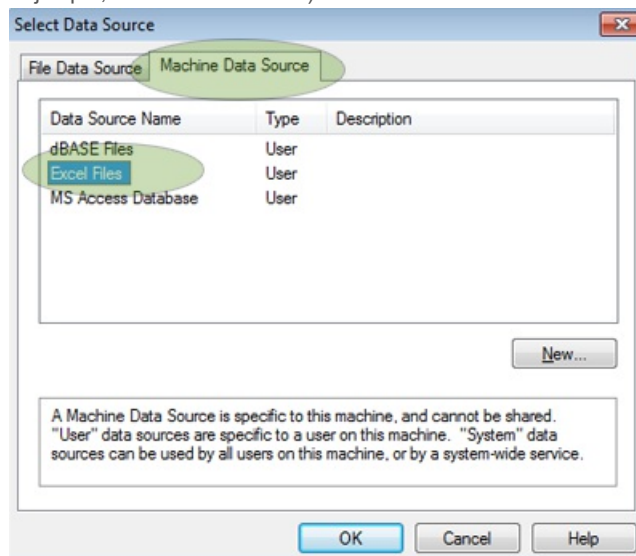 Select Data Source
File Data Source Machine Data Source
Data Source Name Type Description
dBASE Files User
Excel Files User
MS Access Database User
New...
A Machine Data Source is specific to this machine, and cannot be shared.
"User" data sources are specific to a user on this machine. "System" data
sources can be used by all users on this machine, or by a system-wide service.
OK Cancel Help